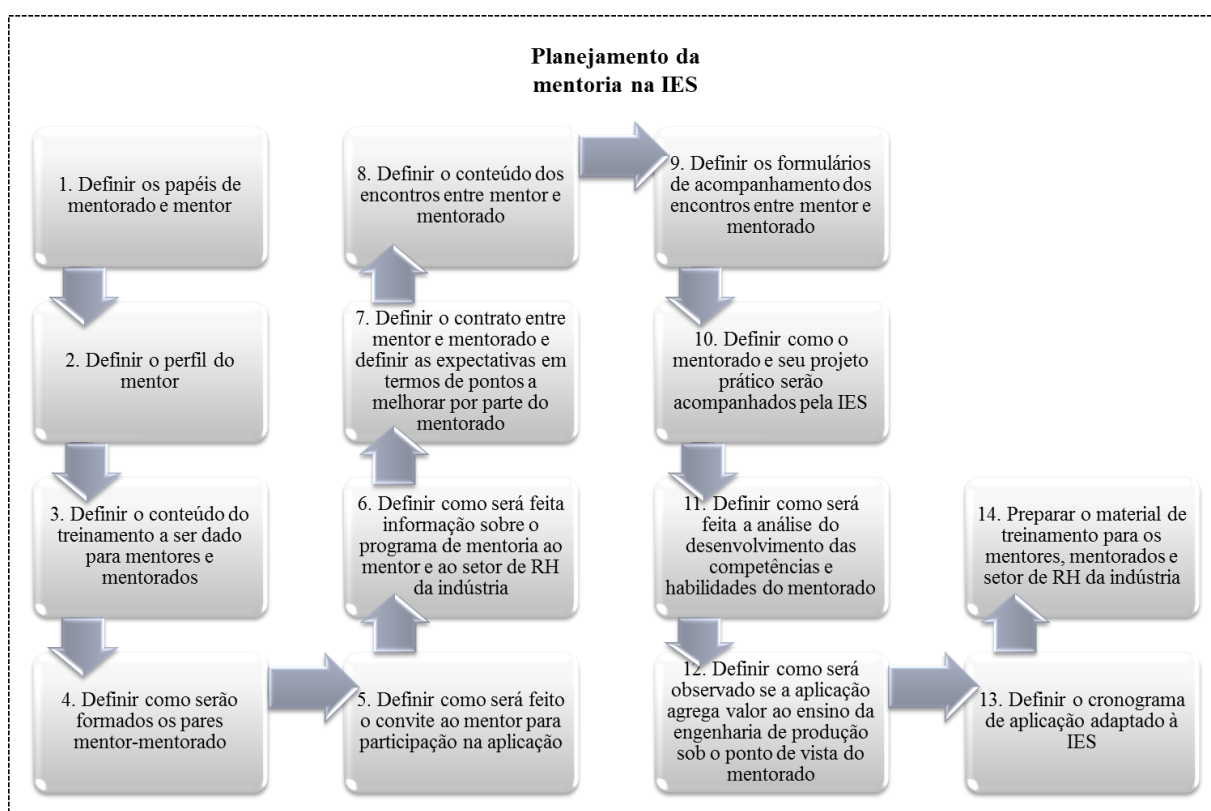 Planejamento da
mentoria na IES
1. Definir os papéis de
mentorado e mentor
2. Definir o perfil do
mentor
3. Definir o conteúdo do
treinamento a ser dado
para mentores e
mentorados
4. Definir como serão
formados os pares
mentor-mentorado
5. Definir como será feito
o convite ao mentor para
participação na aplicação
6. Definir como será feita
informação sobre o
programa de mentoria ao
mentor e ao setor de RH
da indústria
7. Definir o contrato entre
mentor e mentorado e
definir as expectativas em
termos de pontos a
melhorar por parte do
mentorado
8. Definir o conteúdo dos
encontros entre mentor e
mentorado
9. Definir os formulários
de acompanhamento dos
encontros entre mentor e
mentorado
10. Definir como o
mentorado e seu projeto
prático serão
acompanhados pela IES
11. Definir como será
feita a análise do
desenvolvimento das
competências e
habilidades do mentorado
12. Definir como será
observado se a aplicação
agrega valor ao ensino da
engenharia de produção
sob o ponto de vista do
mentorado
13. Definir o cronograma
de aplicação adaptado à
IES
14. Preparar o material de
treinamento para os
mentores, mentorados e
setor de RH da indústria